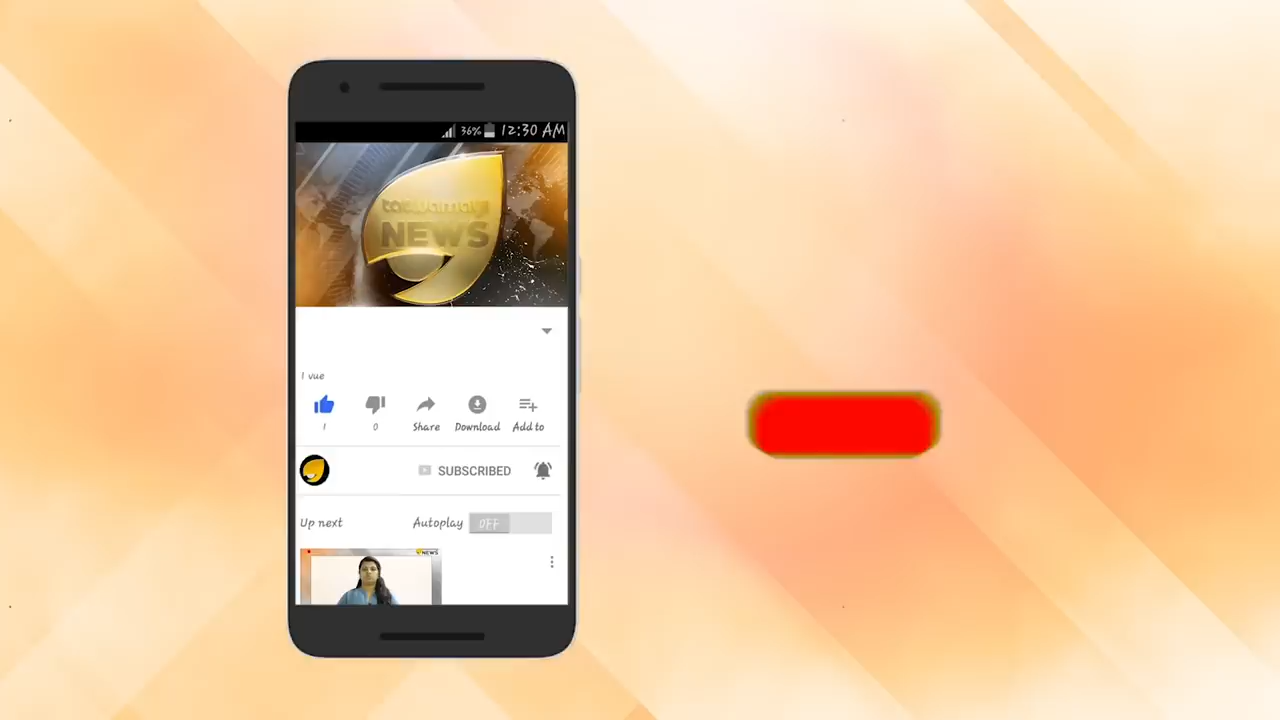 36% 12:30 AM
tatwamayi
NEWS
1 vue
1 0 Share Download Add to
SUBSCRIBED
Up next Autoplay OFF
NEWS